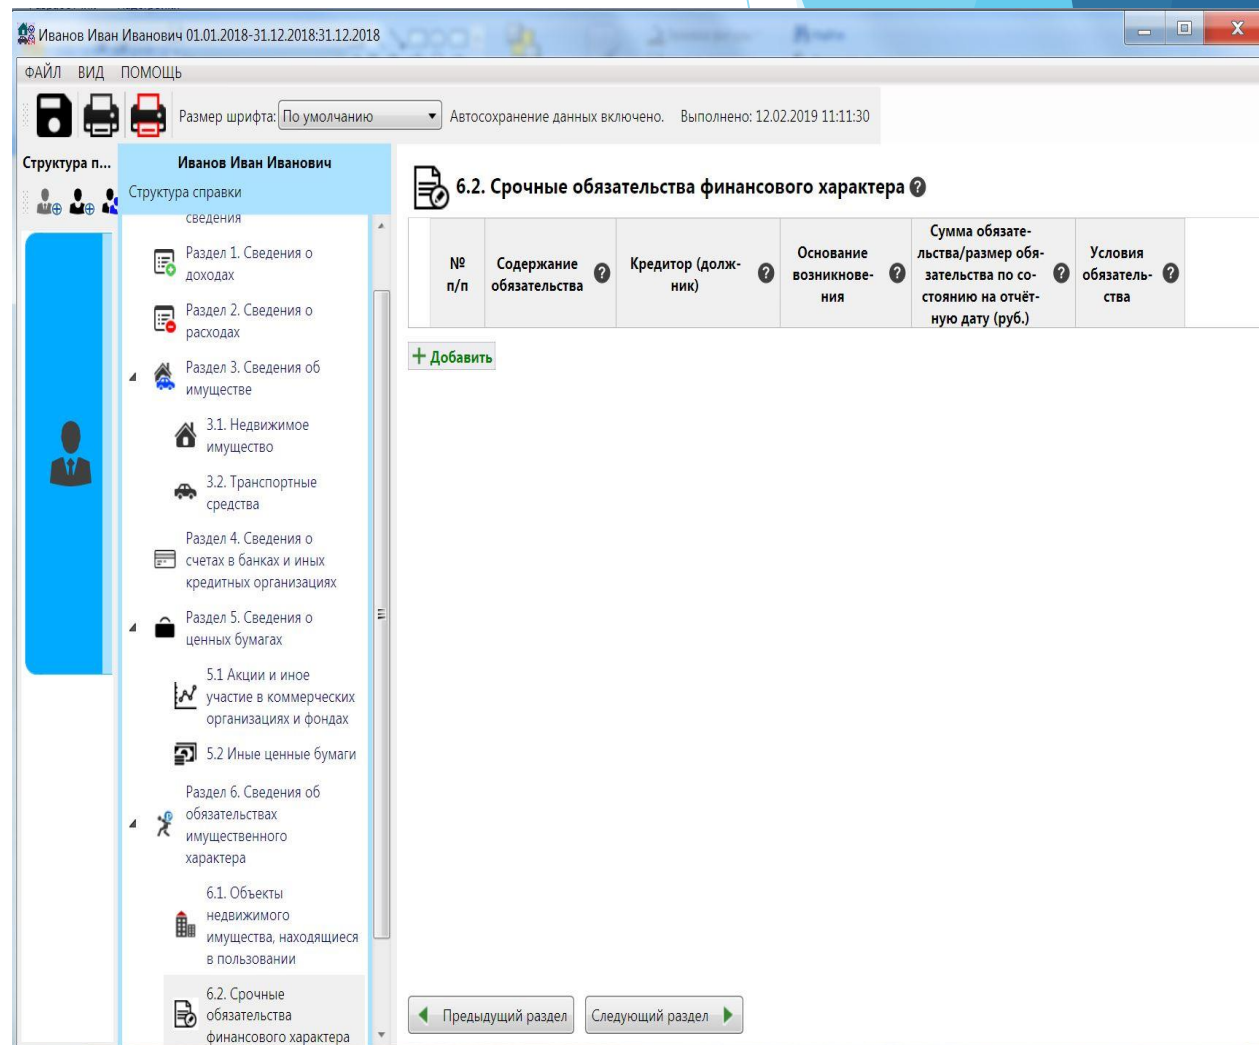 Иванов Иван Иванович 01.01.2018-31.12.2018:31.12.2018
X
ФАЙЛ ВИД ПОМОЩЬ
Размер шрифта: По умолчанию Автосохранение данных включено. Выполнено: 12.02.2019 11:11:30
Структура п...
Иванов Иван Иванович
Структура справки
сведения
Раздел 1. Сведения о
доходах
Раздел 2. Сведения о
расходах
Раздел 3. Сведения об
имуществе
3.1. Недвижимое
имущество
3.2. Транспортные
средства
Раздел 4. Сведения о
счетах в банках и иных
кредитных организациях
Раздел 5. Сведения о
ценных бумагах
5.1 Акции и иное
участие в коммерческих
организациях и фондах
5.2 Иные ценные бумаги
Раздел 6. Сведения об
обязательствах
имущественного
характера
6.1. Объекты
недвижимого
имущества, находящиеся
в пользовании
6.2. Срочные
обязательства
финансового характера
6.2. Срочные обязательства финансового характера ?
№
п/п
Содержание
обязательства ?
Кредитор (долж-
ник) ?
Основание
возникнове-
ния ?
Сумма обязате-
льства/размер обя-
зательства по со-
стоянию на отчёт-
ную дату (руб.) ?
Условия
обязатель-
ства ?
+ Добавить
Предыдущий раздел
Следующий раздел